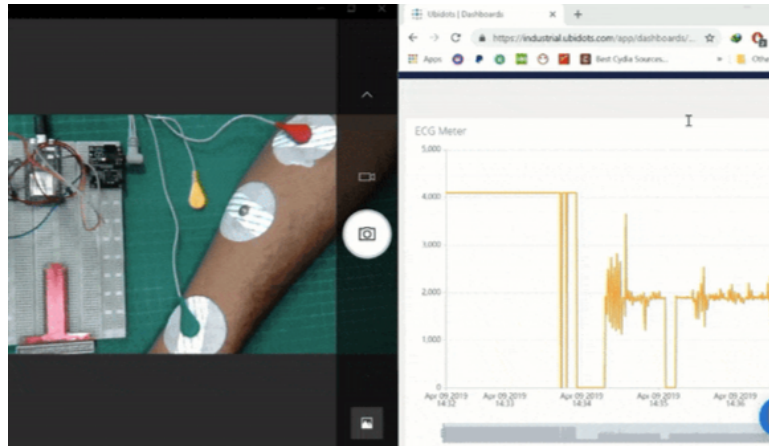 Ubidots | Dashboards
https://industrial.ubidots.com/app/dashboards/...
Apps
Best Cydia Sources...
Othe
ECG Meter
5,000
4,000
3,000
2,000
1,000
0
Apr 09 2019 14:32
Apr 09 2019 14:33
Apr 09 2019 14:34
Apr 09 2019 14:35
Apr 09 2019 14:36